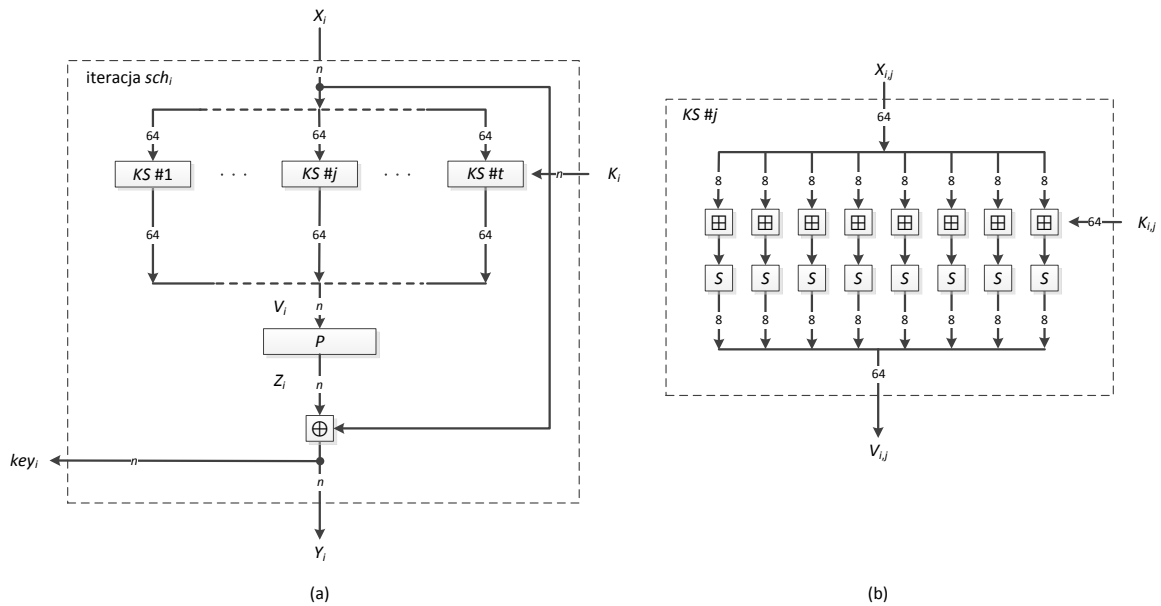 X_i
n
iteracja sch_i
64 64 64
KS #1 · · · KS #j · · · KS #t n K_i
64 64 64
V_i n
P
Z_i n
⊕
key_i n
n
Y_i
(a)
X_{i,j}
KS #j
64
8 8 8 8 8 8 8 8
⊞ ⊞ ⊞ ⊞ ⊞ ⊞ ⊞ ⊞ 64 K_{i,j}
S S S S S S S S
8 8 8 8 8 8 8 8
64
V_{i,j}
(b)